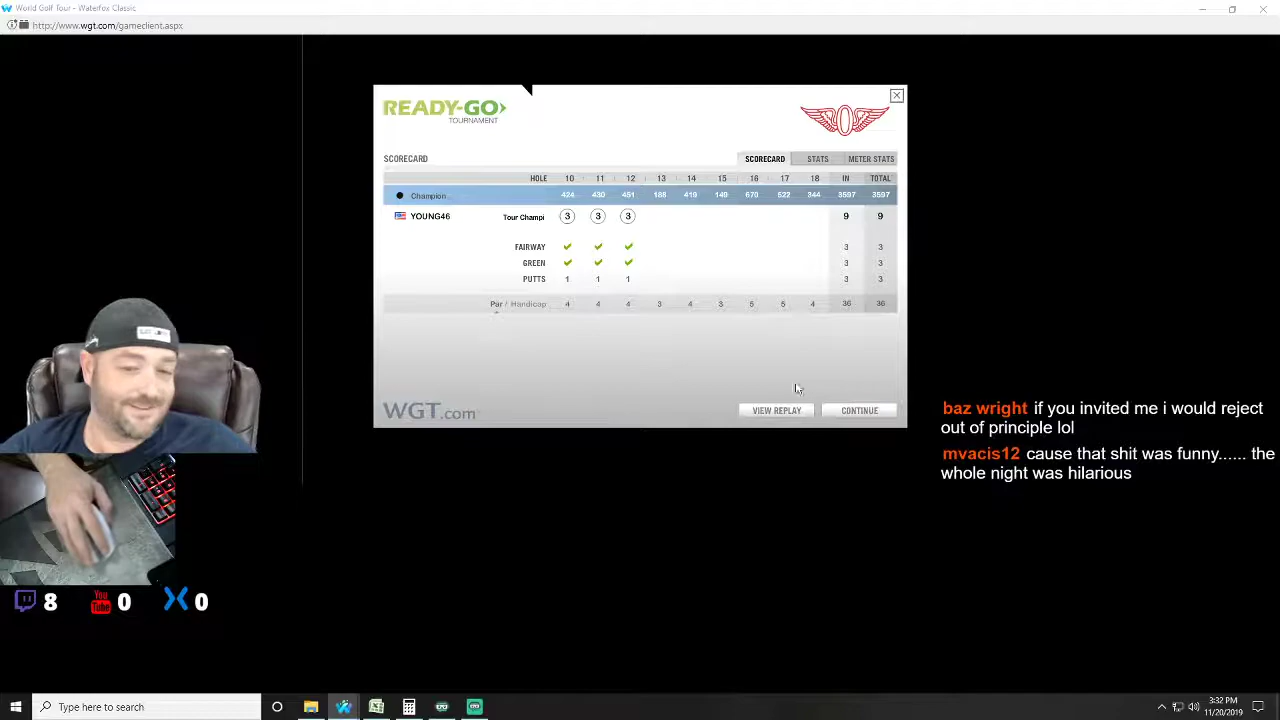 World Golf Tour - Waterfox Classic
http://www.wgt.com/gameclient.aspx
READY-GO
TOURNAMENT
SCORECARD
SCORECARD STATS METER STATS
HOLE 10 11 12 13 14 15 16 17 18 IN TOTAL
Champion 424 430 451 188 419 149 670 522 344 3597 3597
YOUNG46 Tour Champi 3 3 3 9 9
FAIRWAY 3 3
GREEN 3 3
PUTTS 1 1 1 3 3
Par / Handicap 4 4 4 3 4 3 5 5 4 36 36
WGT.com
VIEW REPLAY CONTINUE
baz wright if you invited me i would reject
out of principle lol
mvacis12 cause that shit was funny...... the
whole night was hilarious
8 You Tube 0 0
Type here to search
3:32 PM
11/20/2019